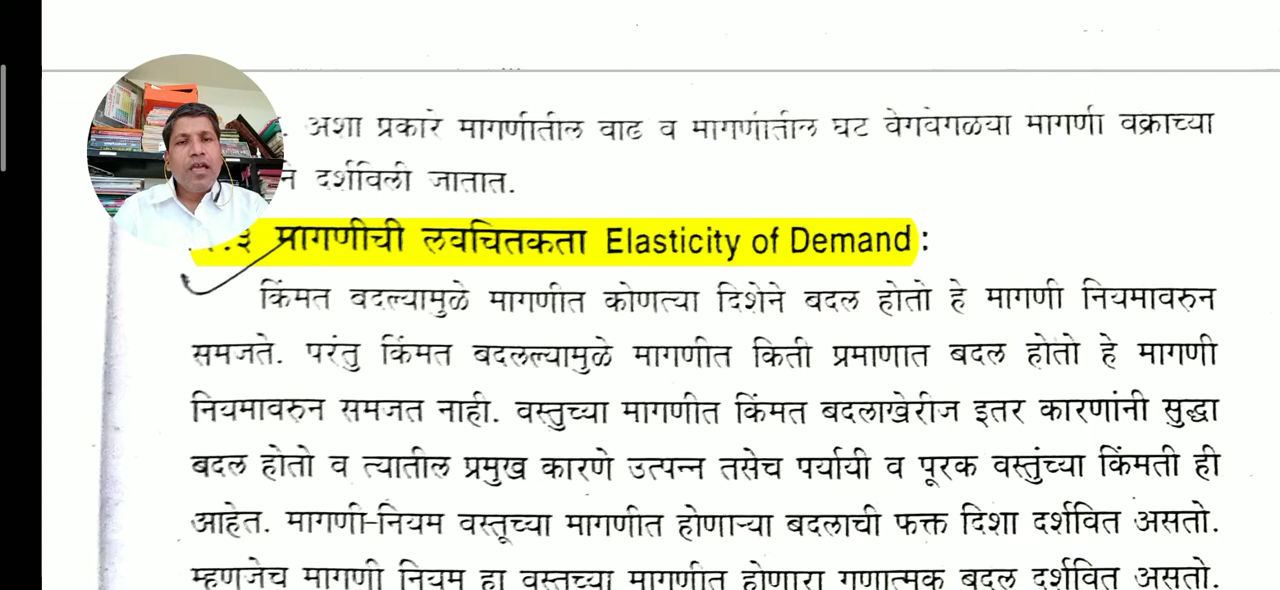 अशा प्रकारे मागणीतील वाढ व मागणीतील घट वेगवेगळया मागणी वक्राच्या
ने दर्शविली जातात.
.३ मागणीची लवचितकता Elasticity of Demand :
किंमत बदल्यामुळे मागणीत कोणत्या दिशेने बदल होतो हे मागणी नियमावरुन
समजते. परंतु किंमत बदलल्यामुळे मागणीत किती प्रमाणात बदल होतो हे मागणी
नियमावरुन समजत नाही. वस्तुच्या मागणीत किंमत बदलाखेरीज इतर कारणांनी सुद्धा
बदल होतो व त्यातील प्रमुख कारणे उत्पन्न तसेच पर्यायी व पूरक वस्तुंच्या किंमती ही
आहेत. मागणी-नियम वस्तूच्या मागणीत होणाऱ्या बदलाची फक्त दिशा दर्शवित असतो.
म्हणजेच मागणी नियम हा वस्तुच्या मागणीत होणारा गुणात्मक बदल दर्शवित असतो.